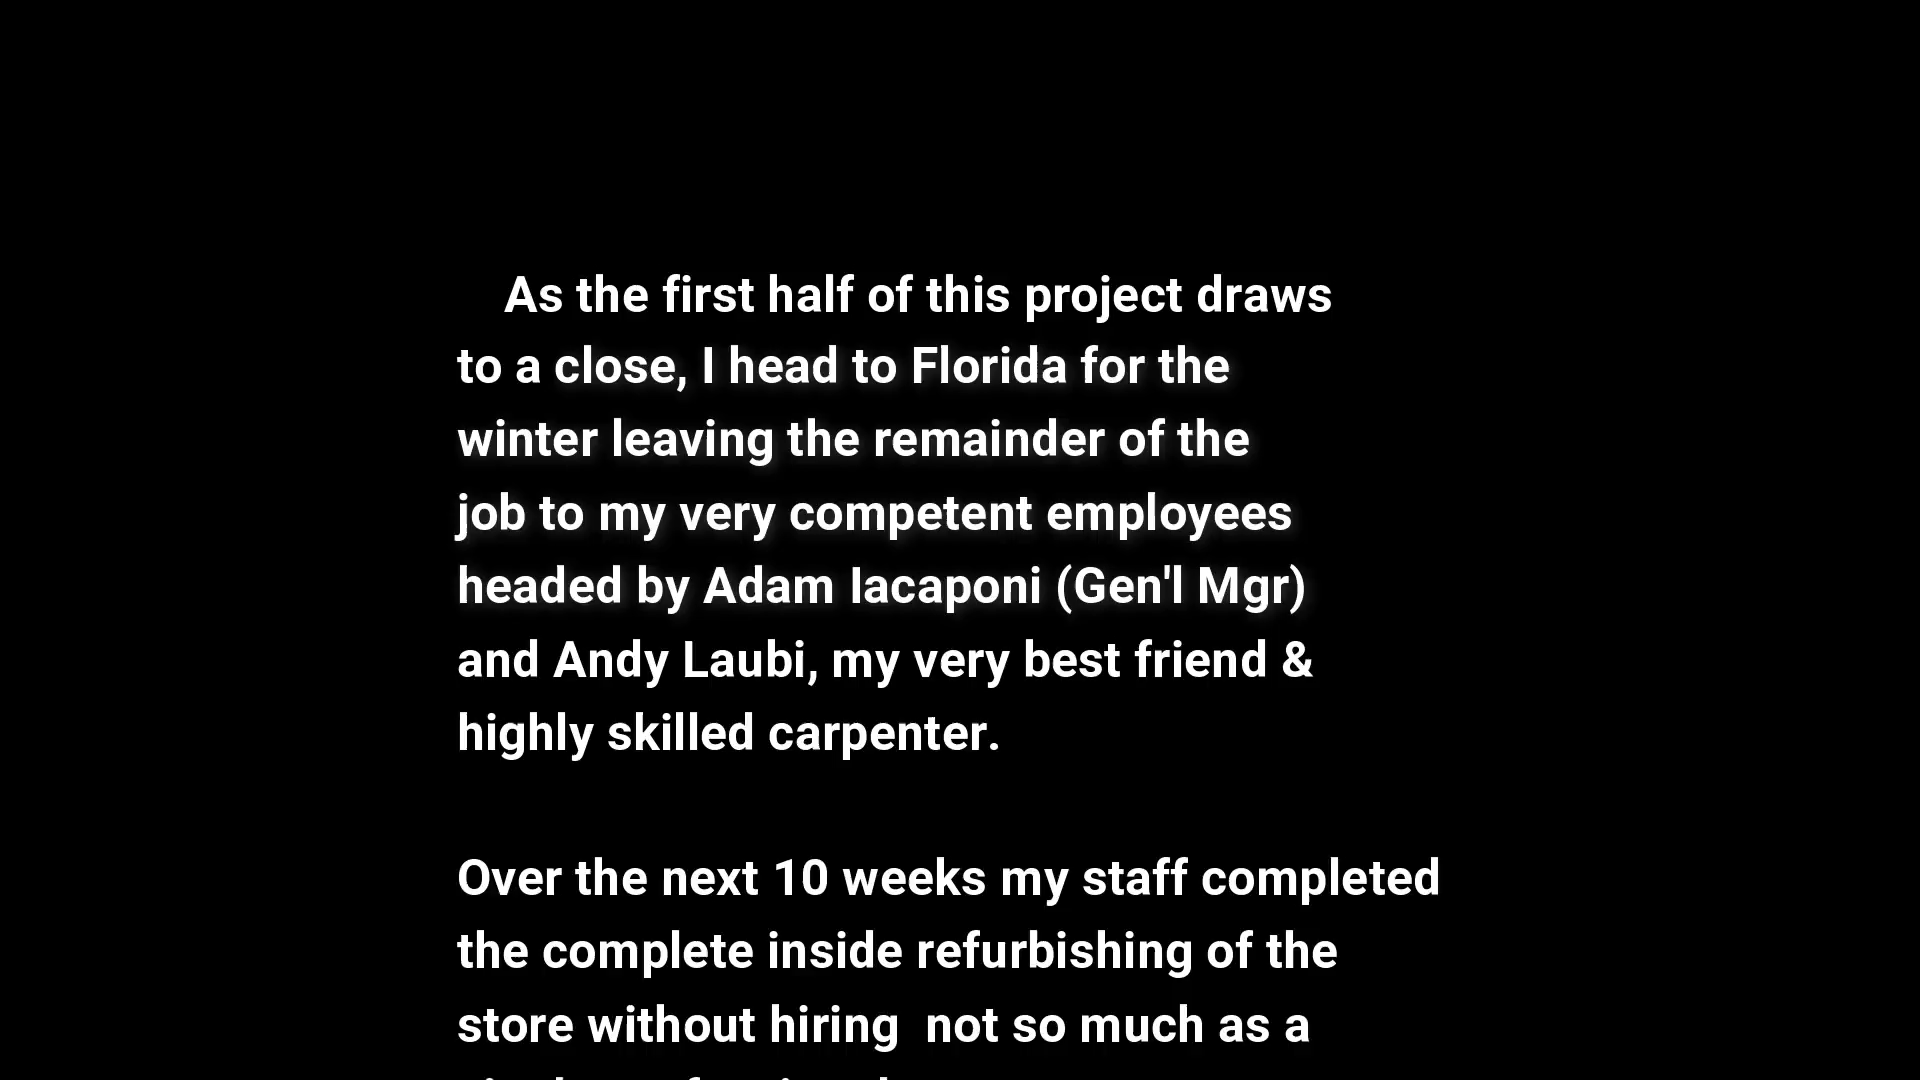 As the first half of this project draws
to a close, I head to Florida for the
winter leaving the remainder of the
job to my very competent employees
headed by Adam Iacaponi (Gen'l Mgr)
and Andy Laubi, my very best friend &
highly skilled carpenter.
Over the next 10 weeks my staff completed
the complete inside refurbishing of the
store without hiring  not so much as a